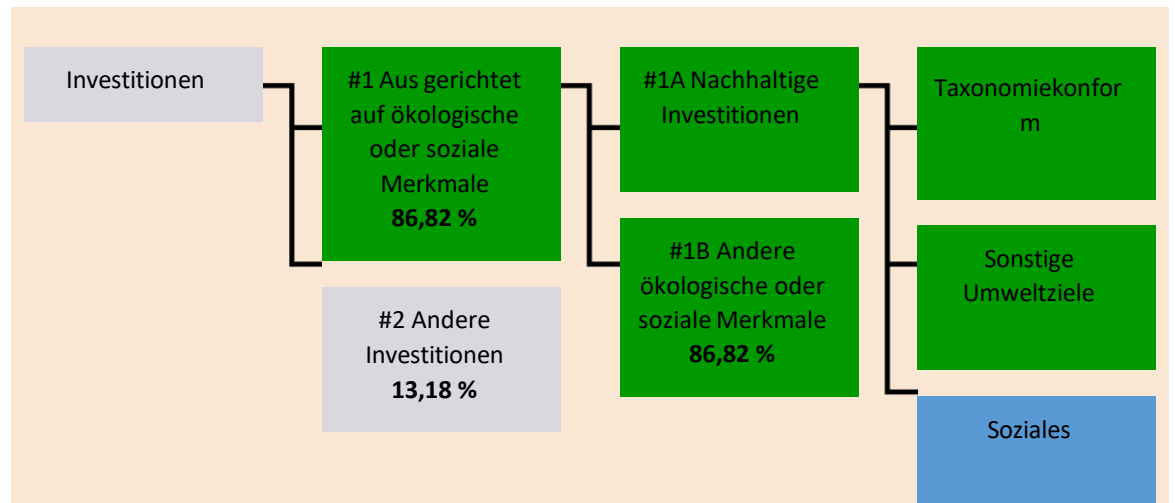 Investitionen
#1 Aus gerichtet
auf ökologische
oder soziale
Merkmale
86,82 %
#2 Andere
Investitionen
13,18 %
#1A Nachhaltige
Investitionen
#1B Andere
ökologische oder
soziale Merkmale
86,82 %
Taxonomiekonfor
m
Sonstige
Umweltziele
Soziales